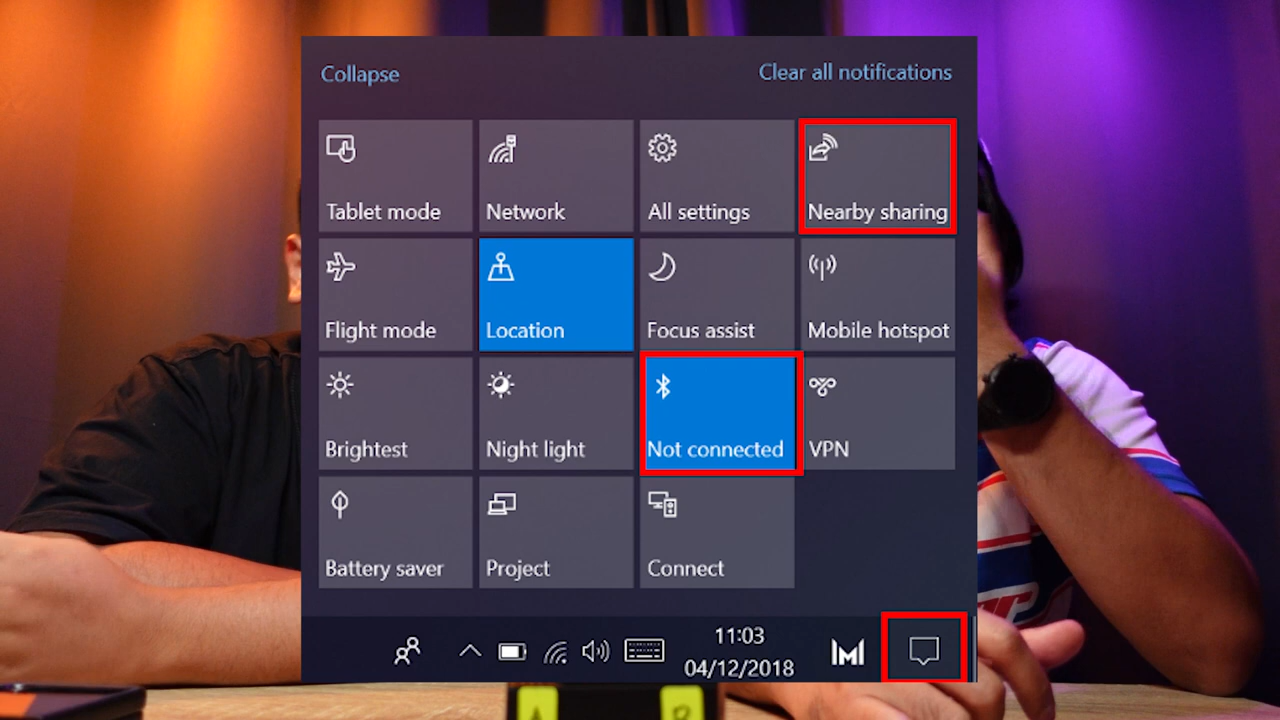 Collapse
Clear all notifications
Tablet mode
Network
All settings
Nearby sharing
Flight mode
Location
Focus assist
Mobile hotspot
Brightest
Night light
Not connected
VPN
Battery saver
Project
Connect
11:03
04/12/2018
A
B